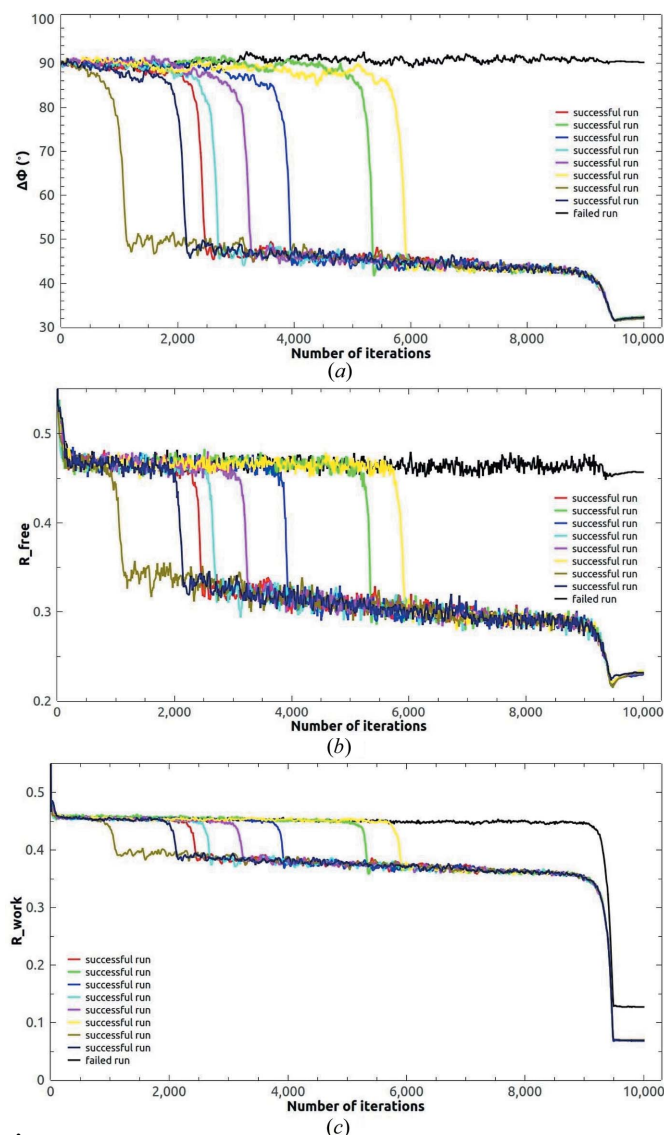 100
90
80
70
60
50
40
30
ΔΦ (°)
successful run
successful run
successful run
successful run
successful run
successful run
successful run
successful run
failed run
0 2,000 4,000 6,000 8,000 10,000
Number of iterations
(a)
0.5
0.4
0.3
0.2
R_free
successful run
successful run
successful run
successful run
successful run
successful run
successful run
successful run
failed run
0 2,000 4,000 6,000 8,000 10,000
Number of iterations
(b)
0.5
0.4
0.3
0.2
0.1
0
R_work
successful run
successful run
successful run
successful run
successful run
successful run
successful run
successful run
failed run
0 2,000 4,000 6,000 8,000 10,000
Number of iterations
(c)